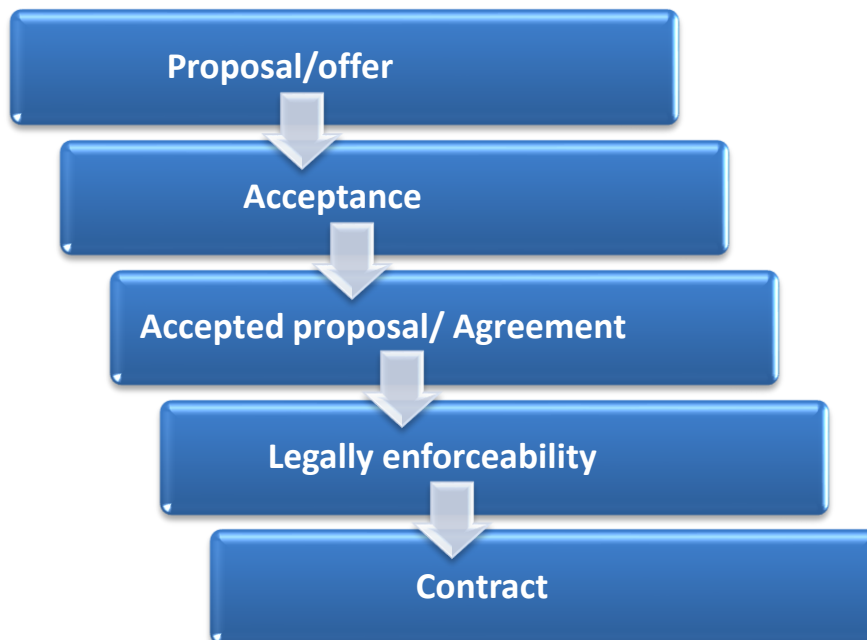 Proposal/offer
Acceptance
Accepted proposal/ Agreement
Legally enforceability
Contract